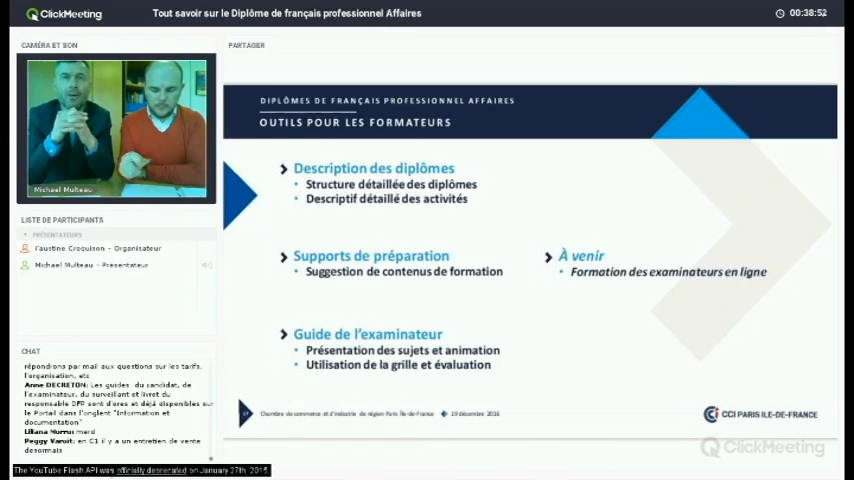 ClickMeeting
Tout savoir sur le Diplôme de français professionnel Affaires
00:38:52
CAMÉRA ET SON
PARTAGER
Michael Multeau
LISTE DE PARTICIPANTS
PRÉSENTATEURS
Faustine Croquison - Organisateur
Michael Multeau - Présentateur
CHAT
répondrons par mail aux questions sur les tarifs,
l'organisation, etc
Anne DECRETON: Les guides du candidat, de
l'examinateur, du surveillant et livret du
responsable DFP sont d'ores et déjà disponibles sur
le Portail dans l'onglent "Information et
documentation"
Liliana merci
Peggy Varoit: en C1 il y a un entretien de vente
désormais
DIPLÔMES DE FRANÇAIS PROFESSIONNEL AFFAIRES
OUTILS POUR LES FORMATEURS
Description des diplômes
• Structure détaillée des diplômes
• Descriptif détaillé des activités
Supports de préparation
• Suggestion de contenus de formation
À venir
• Formation des examinateurs en ligne
Guide de l'examinateur
• Présentation des sujets et animation
• Utilisation de la grille et évaluation
Chambre de commerce et d'industrie de région Paris Île-de-France
19 décembre 2016
CCI PARIS ILE-DE-FRANCE
ClickMeeting
The YouTube Flash API was officially deprecated on January 27th, 2015.